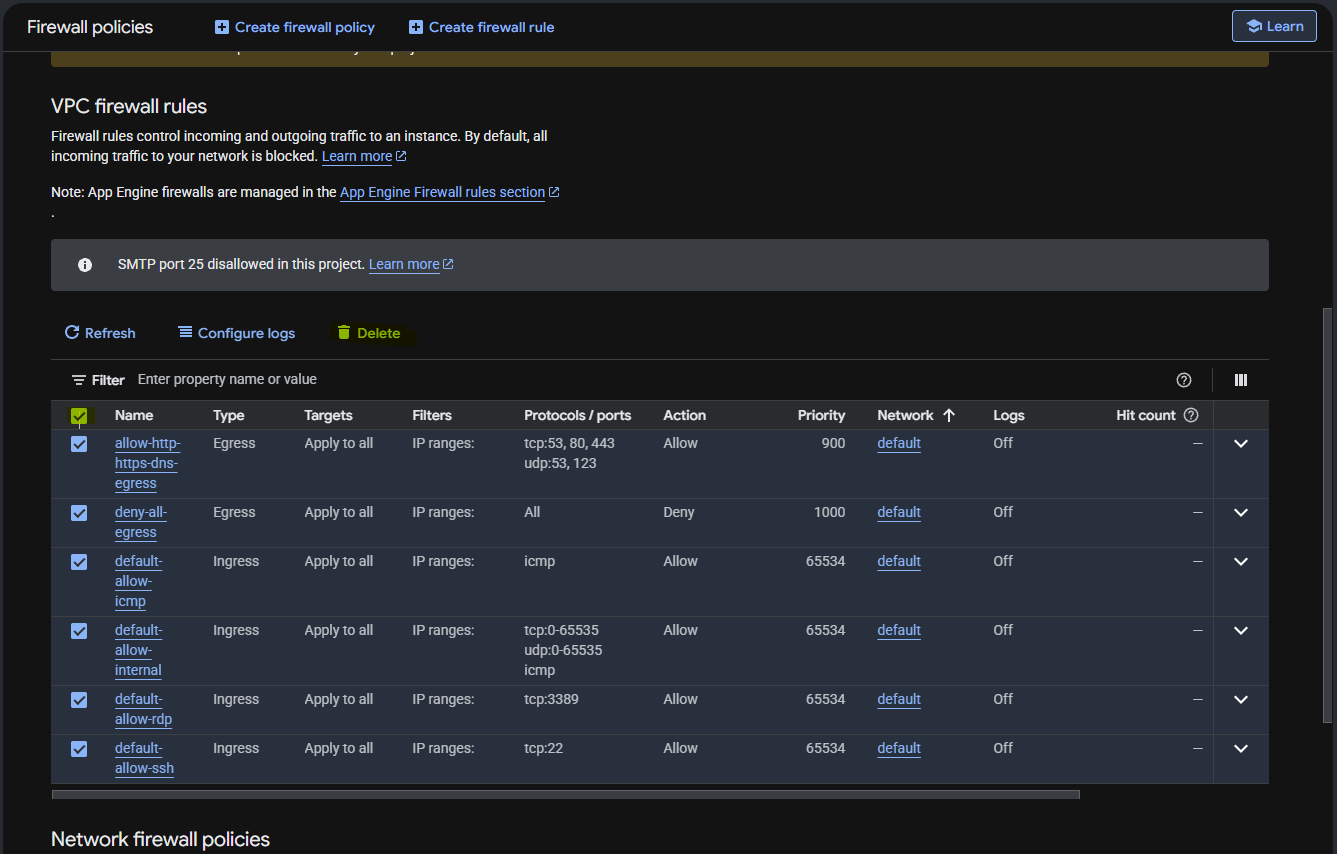 Firewall policies Create firewall policy Create firewall rule Learn
VPC firewall rules
Firewall rules control incoming and outgoing traffic to an instance. By default, all
incoming traffic to your network is blocked. Learn more
Note: App Engine firewalls are managed in the App Engine Firewall rules section
.
SMTP port 25 disallowed in this project. Learn more
Refresh Configure logs Delete
Filter Enter property name or value
Name Type Targets Filters Protocols / ports Action Priority Network Logs Hit count
allow-http- Egress Apply to all IP ranges: tcp:53, 80, 443 Allow 900 default Off —
https-dns- udp:53, 123
egress
deny-all- Egress Apply to all IP ranges: All Deny 1000 default Off —
egress
default- Ingress Apply to all IP ranges: icmp Allow 65534 default Off —
allow-
icmp
default- Ingress Apply to all IP ranges: tcp:0-65535 Allow 65534 default Off —
allow- udp:0-65535
internal icmp
default- Ingress Apply to all IP ranges: tcp:3389 Allow 65534 default Off —
allow-rdp
default- Ingress Apply to all IP ranges: tcp:22 Allow 65534 default Off —
allow-ssh
Network firewall policies